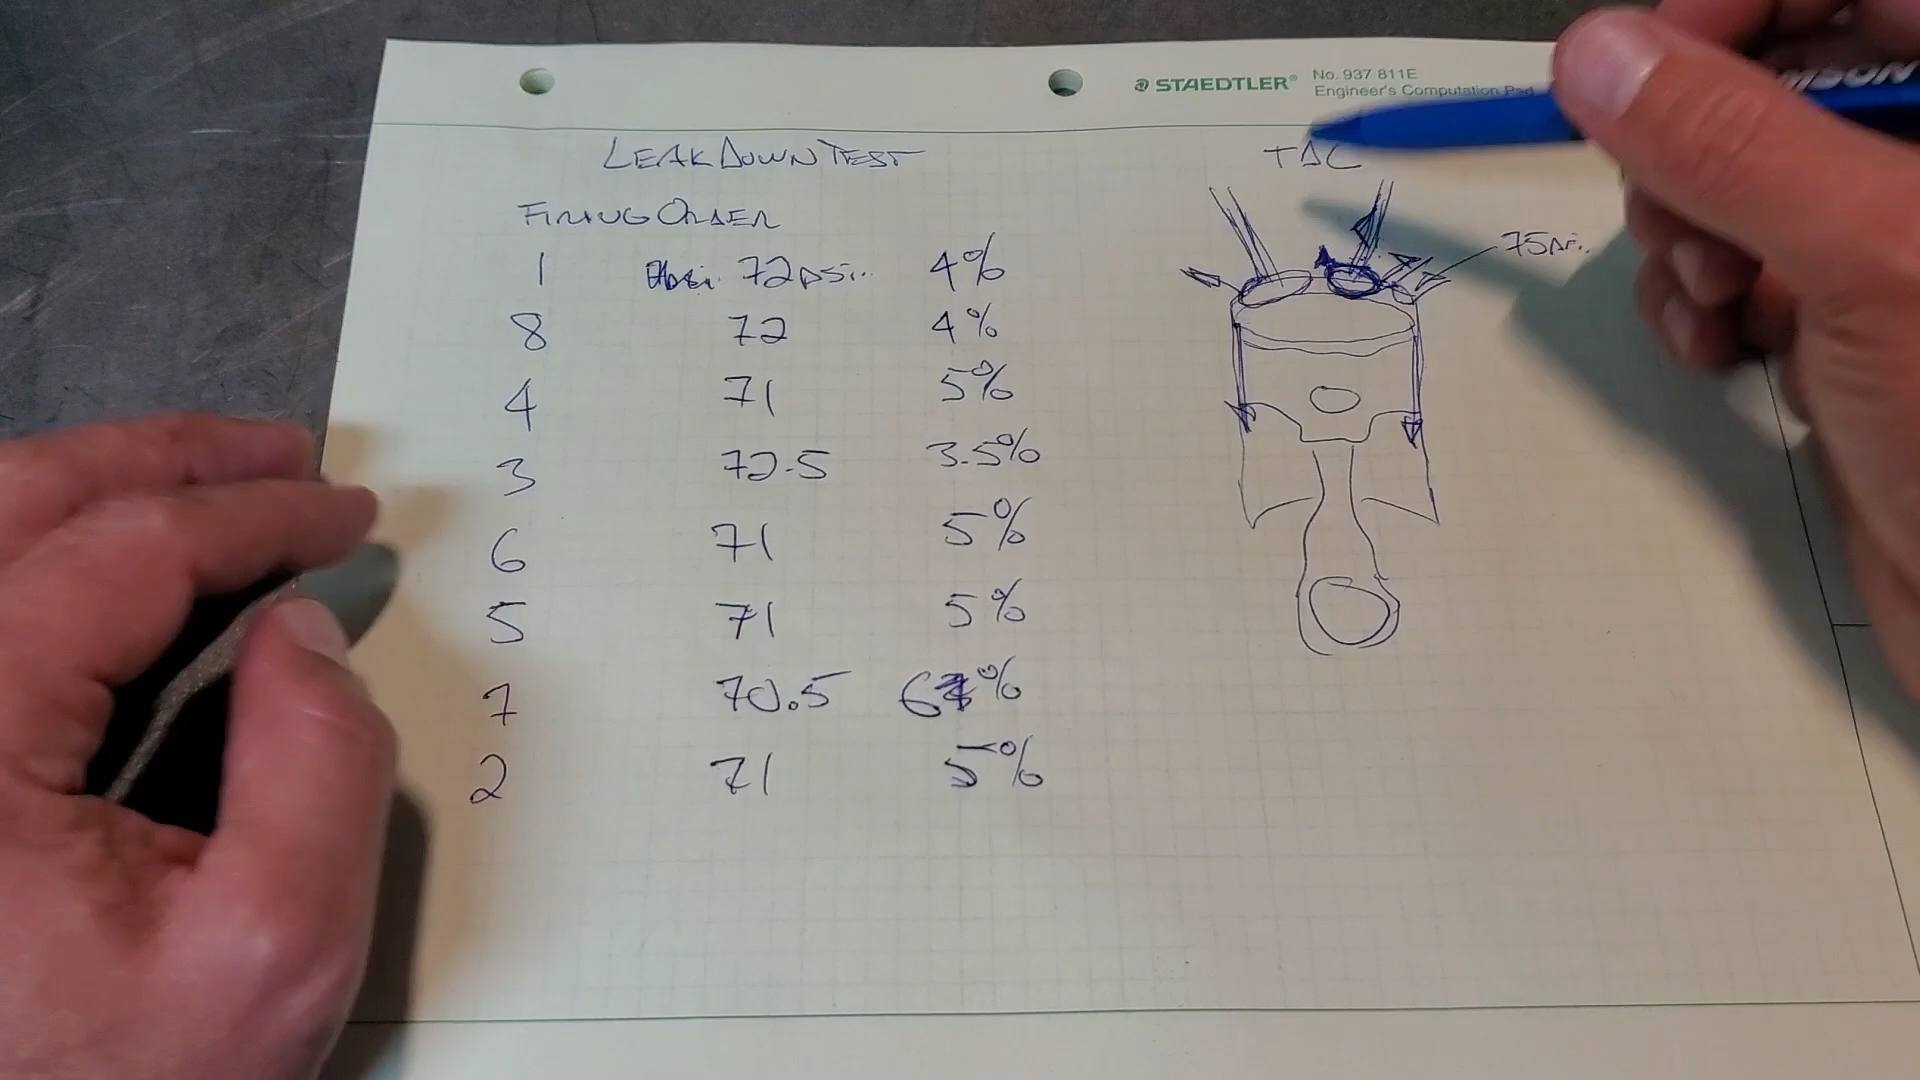 STAEDTLER® No. 937 811E
Engineer's Computation Pad
LEAKDOWN TEST
TDC
FIRING ORDER
75psi.
1 72psi.. 4%
8 72 4%
4 71 5%
3 72.5 3.5%
6 71 5%
5 71 5%
7 70.5 6%
2 71 5%